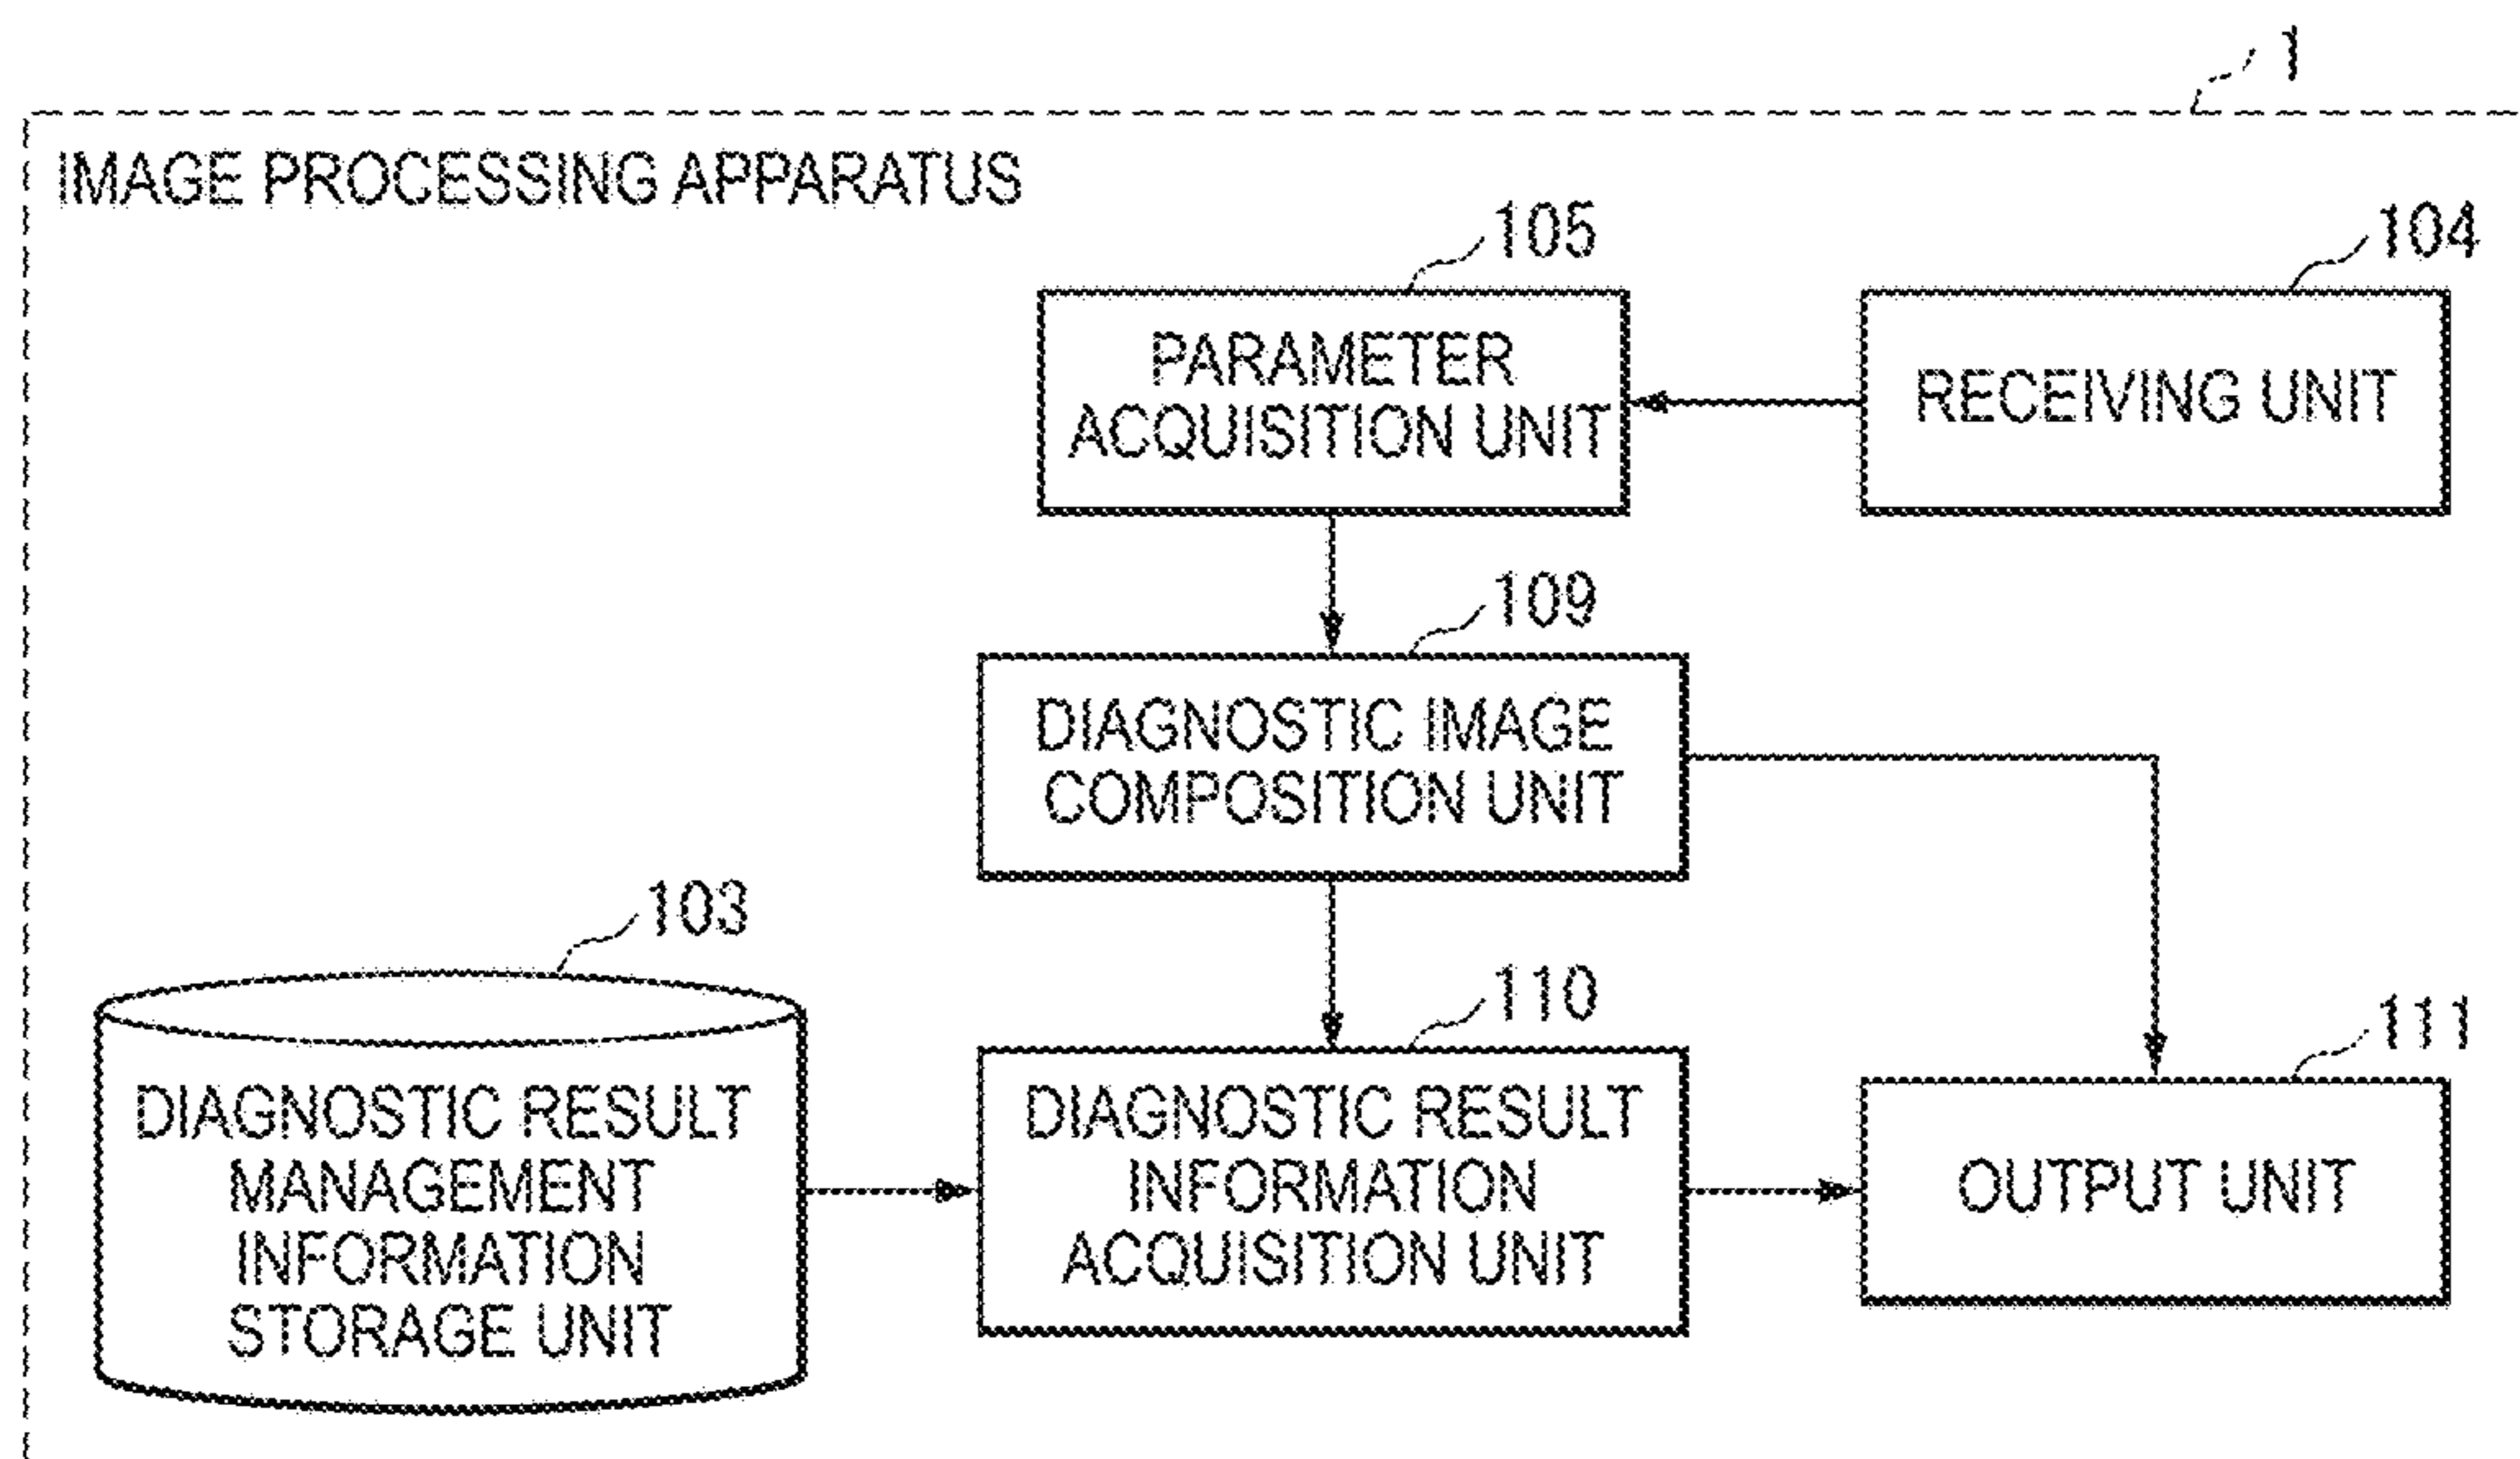 1
IMAGE PROCESSING APPARATUS
105
104
PARAMETER
ACQUISITION UNIT
RECEIVING UNIT
109
DIAGNOSTIC IMAGE
COMPOSITION UNIT
103
110
111
DIAGNOSTIC RESULT
MANAGEMENT
INFORMATION
STORAGE UNIT
DIAGNOSTIC RESULT
INFORMATION
ACQUISITION UNIT
OUTPUT UNIT